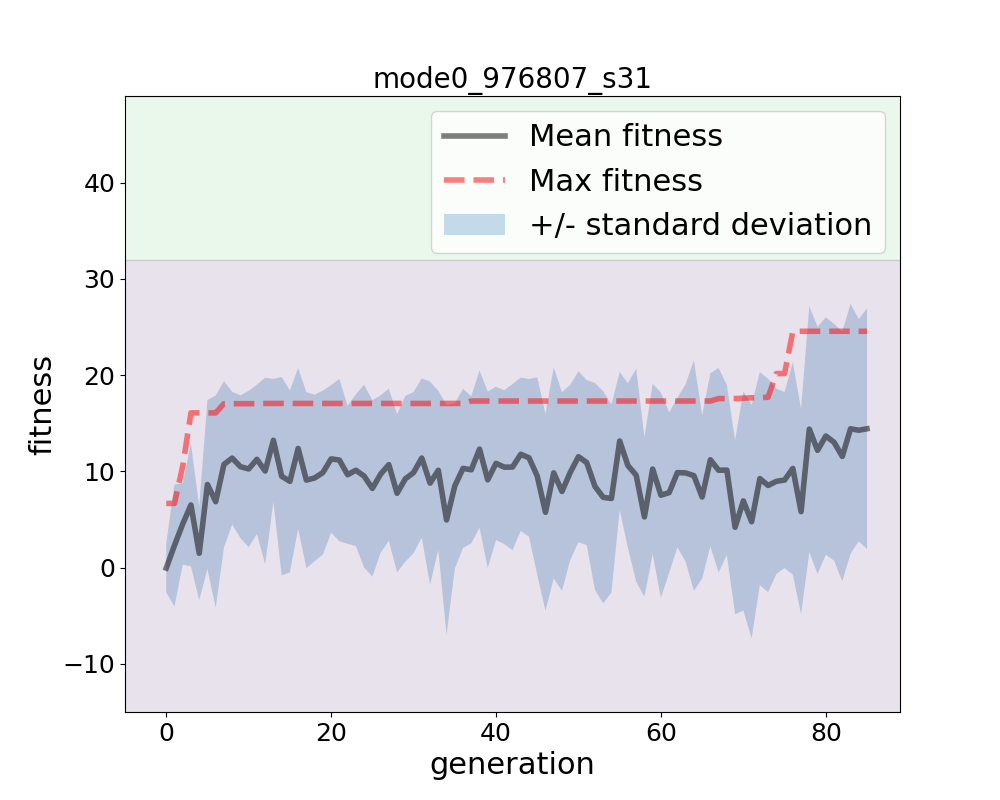 mode0_976807_s31
Mean fitness
Max fitness
+/- standard deviation
40
30
20
10
0
−10
fitness
0 20 40 60 80
generation